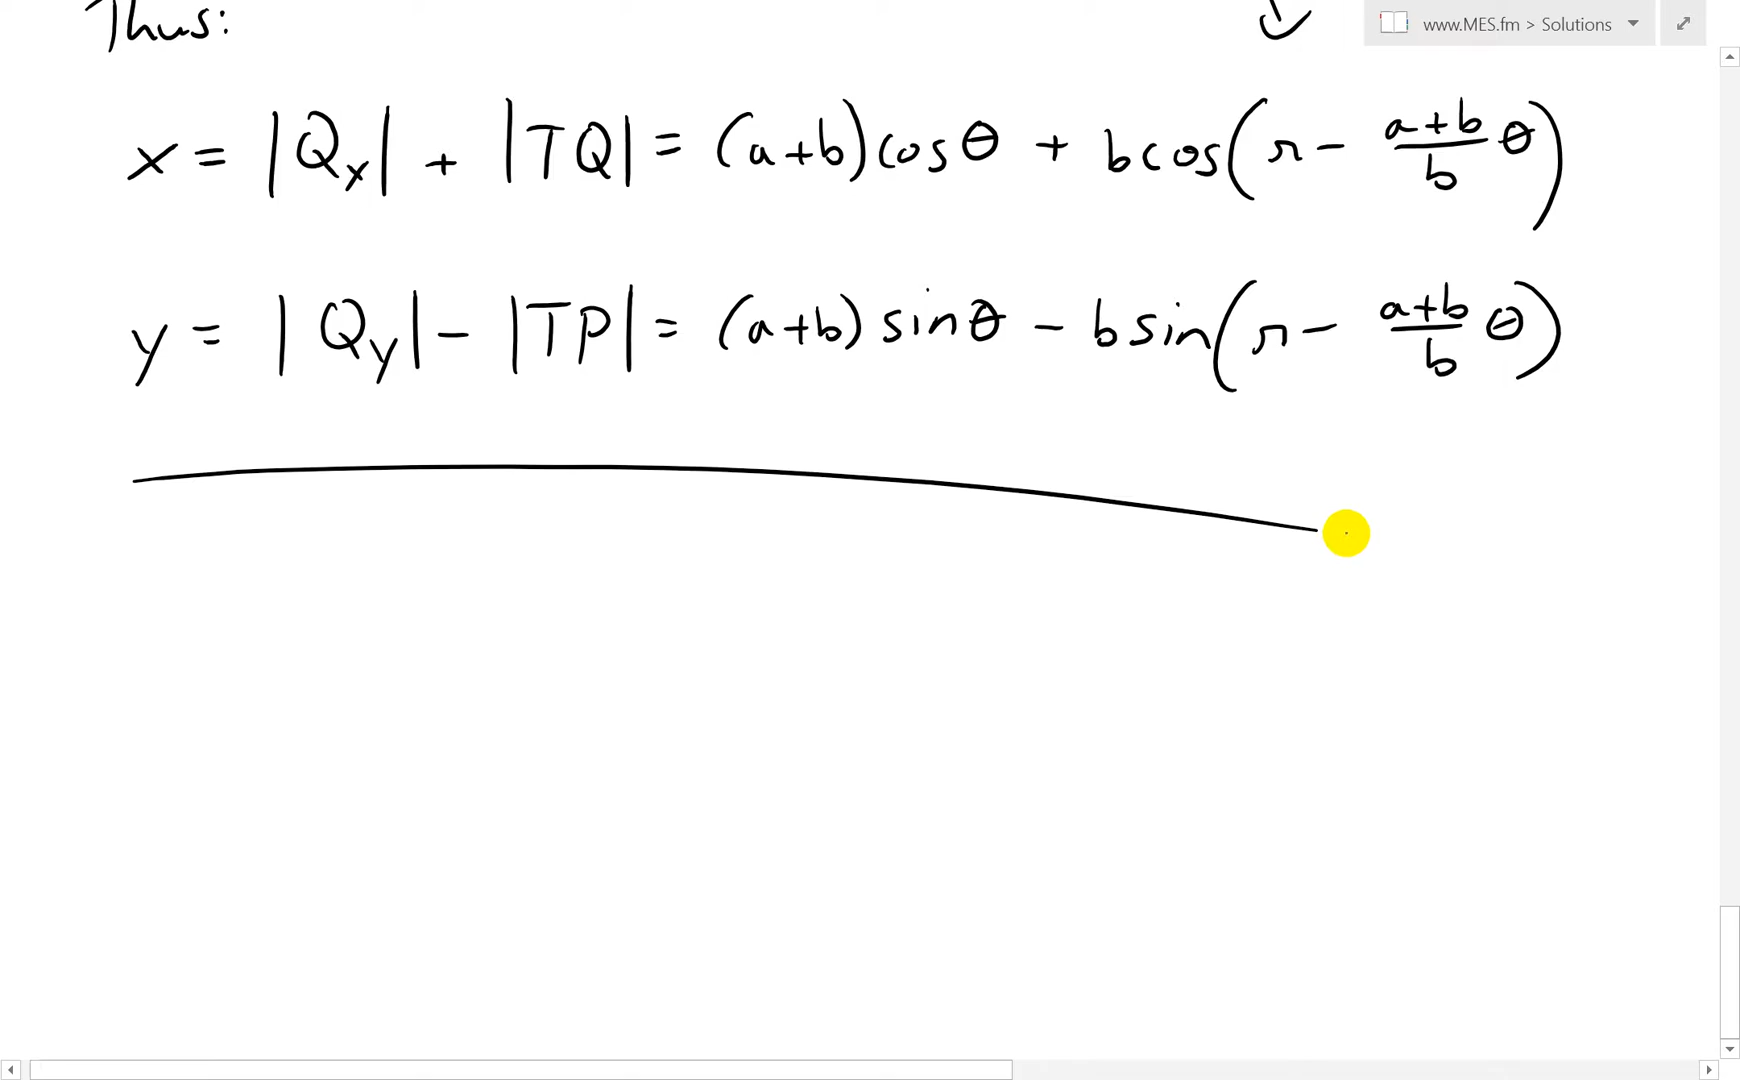 Thus:
www.MES.fm > Solutions
x = |Qx| + |TQ| = (a+b)cosθ + bcos(π − (a+b)/b θ)
y = |Qy| − |TP| = (a+b) sinθ − bsin(π − (a+b)/b θ)